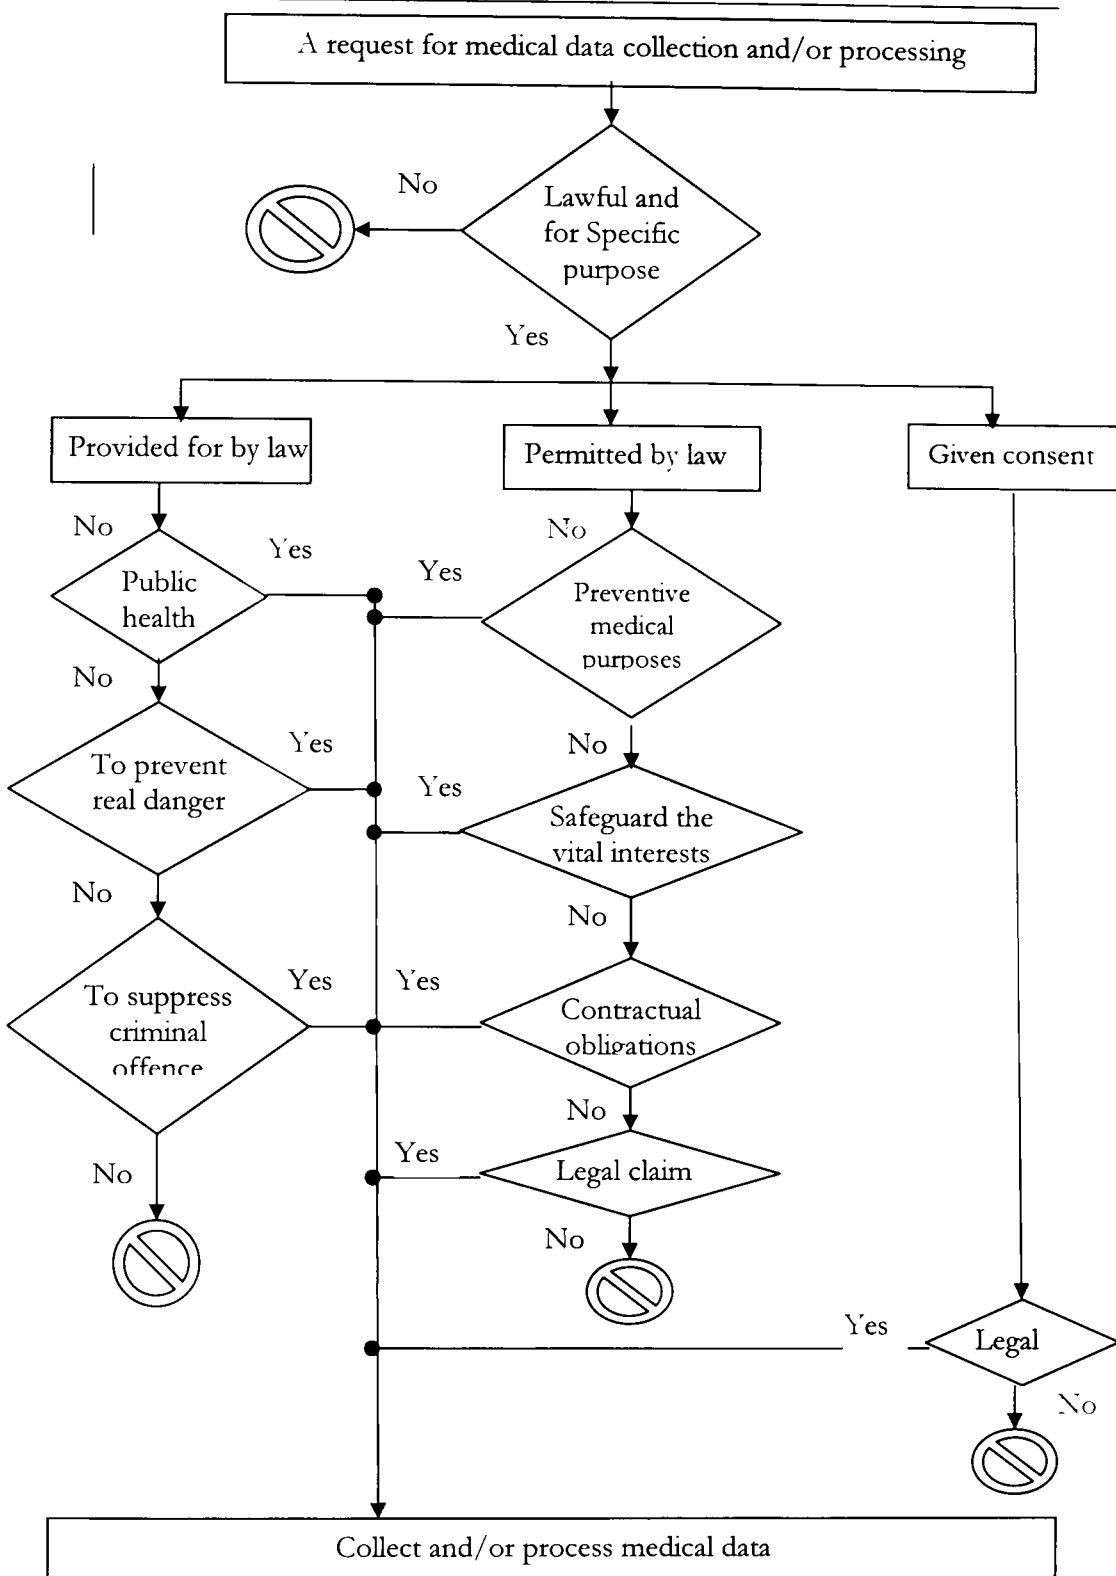 A request for medical data collection and/or processing
No
Lawful and
for Specific
purpose
Yes
Provided for by law
Permitted by law
Given consent
No
Yes
Public
health
No
Yes
Preventive
medical
purposes
No
Yes
To prevent
real danger
No
Yes
Safeguard the
vital interests
No
Yes
To suppress
criminal
offence
No
Yes
Contractual
obligations
No
No
Yes
Legal claim
No
Yes
Legal
No
Collect and/or process medical data